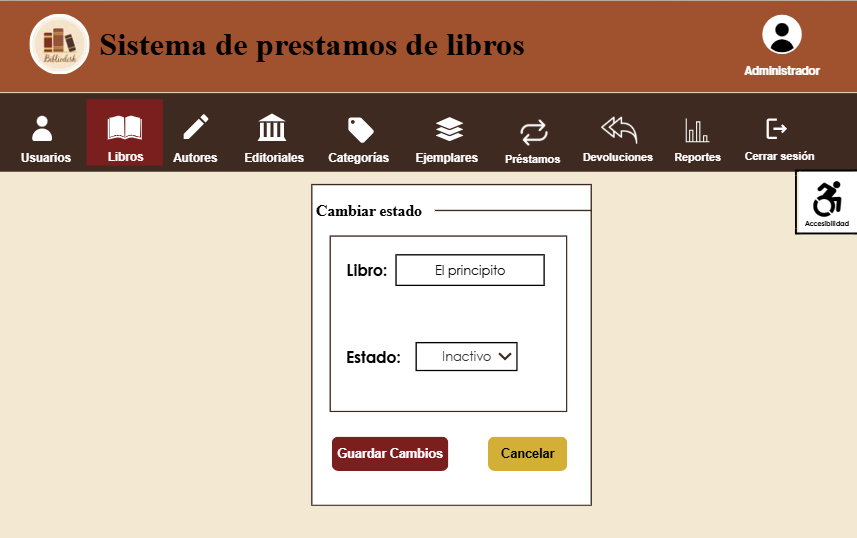 Bibliodesk
Sistema de prestamos de libros
Administrador
Usuarios
Libros
Autores
Editoriales
Categorías
Ejemplares
Préstamos
Devoluciones
Reportes
Cerrar sesión
Accesibilidad
Cambiar estado
Libro:
El principito
Estado:
Inactivo
Guardar Cambios
Cancelar